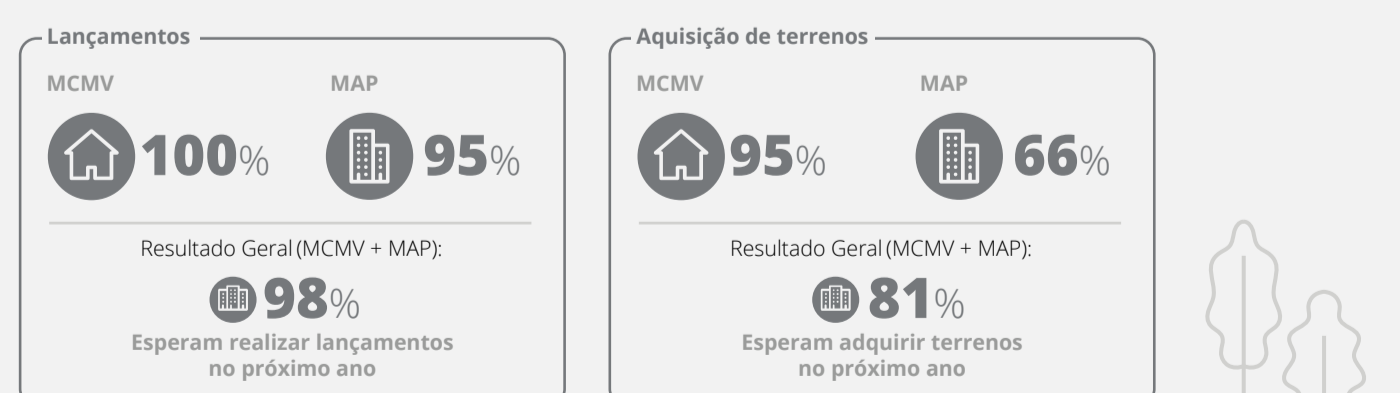 Lançamentos
MCMV MAP
100% 95%
Resultado Geral (MCMV + MAP):
98%
Esperam realizar lançamentos
no próximo ano
Aquisição de terrenos
MCMV MAP
95% 66%
Resultado Geral (MCMV + MAP):
81%
Esperam adquirir terrenos
no próximo ano